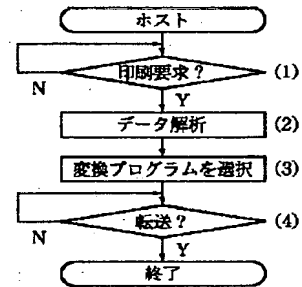 ホスト
印刷要求？ (1)
N Y
データ解析 (2)
変換プログラムを選択 (3)
転送？ (4)
N Y
終了